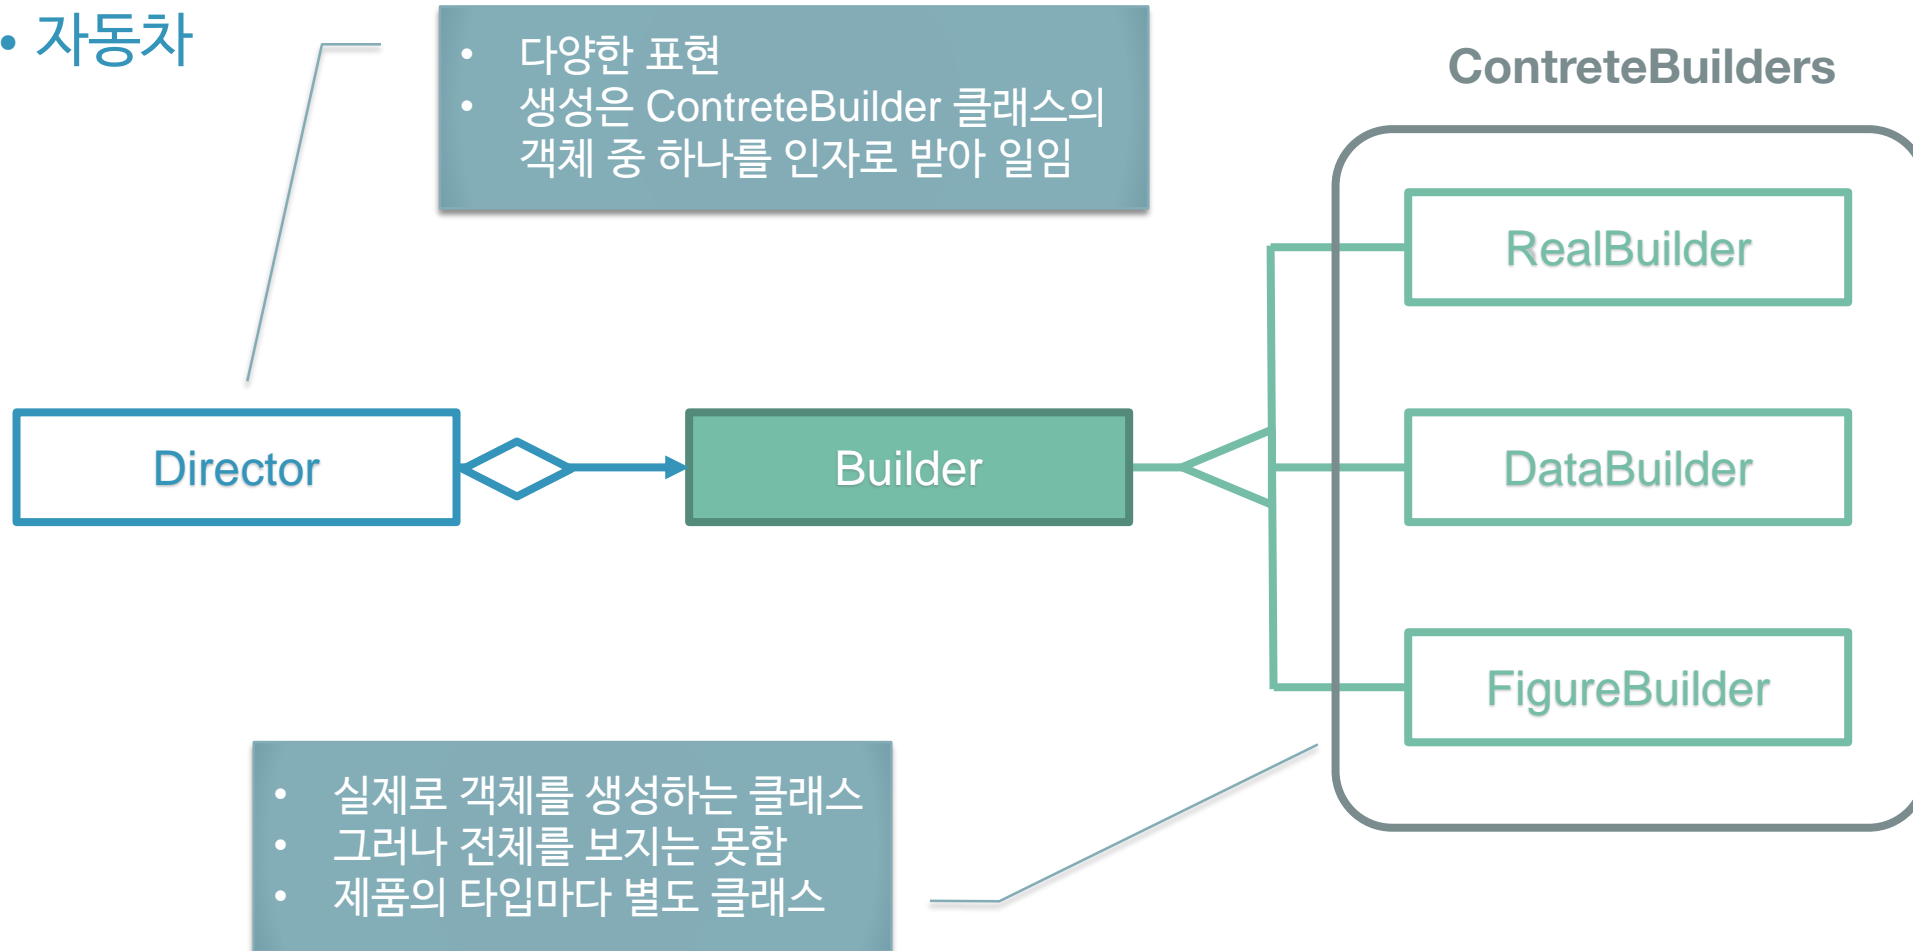 • 자동차
• 다양한 표현
• 생성은 ContreteBuilder 클래스의
객체 중 하나를 인자로 받아 일임
ContreteBuilders
RealBuilder
Director
Builder
DataBuilder
FigureBuilder
• 실제로 객체를 생성하는 클래스
• 그러나 전체를 보지는 못함
• 제품의 타입마다 별도 클래스